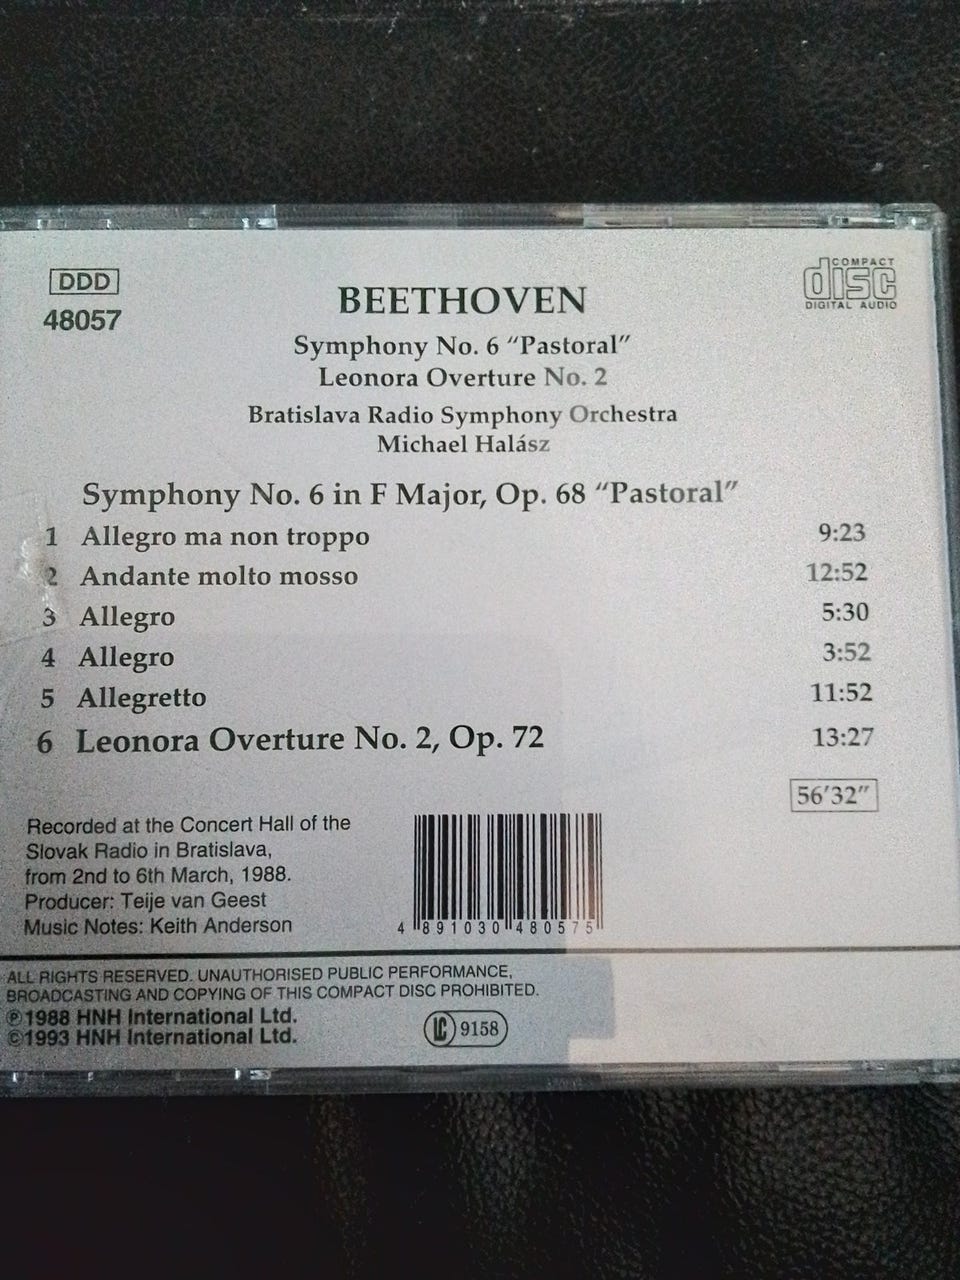 DDD
48057
BEETHOVEN
COMPACT
disc
DIGITAL AUDIO
Symphony No. 6 “Pastoral”
Leonora Overture No. 2
Bratislava Radio Symphony Orchestra
Michael Halász
Symphony No. 6 in F Major, Op. 68 “Pastoral”
1 Allegro ma non troppo 9:23
2 Andante molto mosso 12:52
3 Allegro 5:30
4 Allegro 3:52
5 Allegretto 11:52
6 Leonora Overture No. 2, Op. 72 13:27
56′32″
Recorded at the Concert Hall of the
Slovak Radio in Bratislava,
from 2nd to 6th March, 1988.
Producer: Teije van Geest
Music Notes: Keith Anderson
4 891030 480575
ALL RIGHTS RESERVED. UNAUTHORISED PUBLIC PERFORMANCE,
BROADCASTING AND COPYING OF THIS COMPACT DISC PROHIBITED.
℗1988 HNH International Ltd.
©1993 HNH International Ltd.
LC 9158